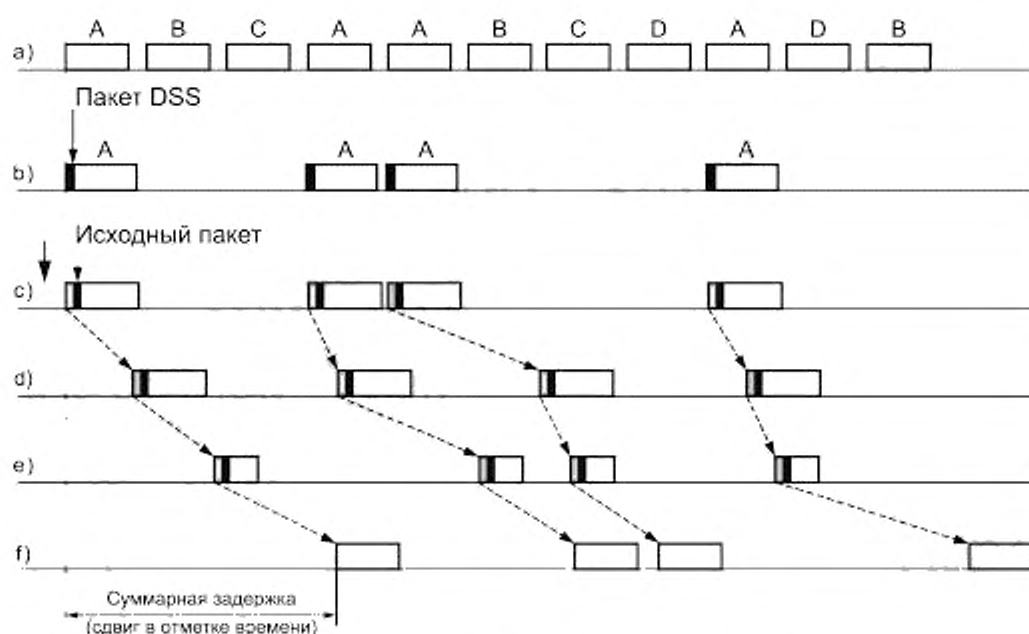 A B C A A B C D A D B
a)
Пакет DSS
A A A A
b)
Исходный пакет
c)
d)
e)
f)
Суммарная задержка
(сдвиг в отметке времени)